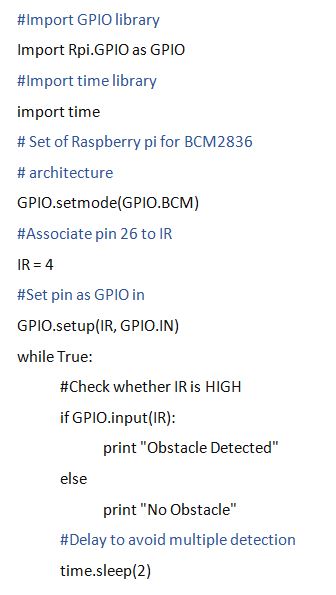 #Import GPIO library
Import Rpi.GPIO as GPIO
#Import time library
import time
# Set of Raspberry pi for BCM2836
# architecture
GPIO.setmode(GPIO.BCM)
#Associate pin 26 to IR
IR = 4
#Set pin as GPIO in
GPIO.setup(IR, GPIO.IN)
while True:
#Check whether IR is HIGH
if GPIO.input(IR):
print "Obstacle Detected"
else
print "No Obstacle"
#Delay to avoid multiple detection
time.sleep(2)